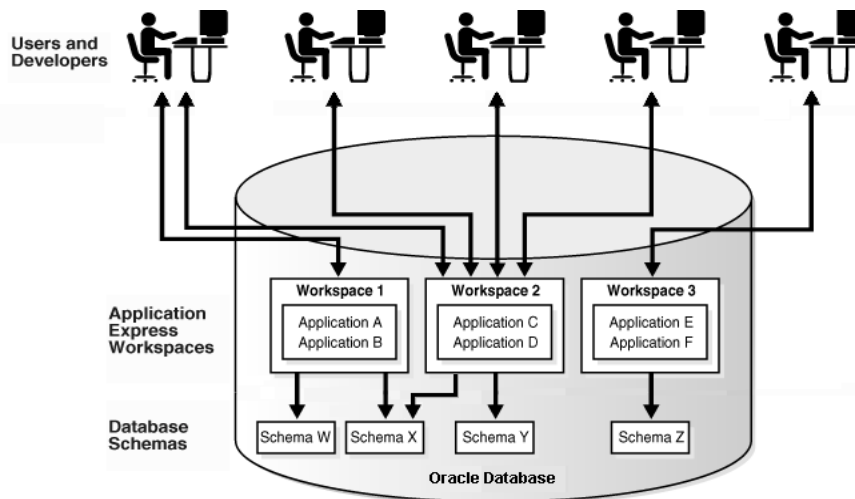 Users and
Developers
Workspace 1
Application A
Application B
Workspace 2
Application C
Application D
Workspace 3
Application E
Application F
Application
Express
Workspaces
Database
Schemas
Schema W
Schema X
Schema Y
Schema Z
Oracle Database